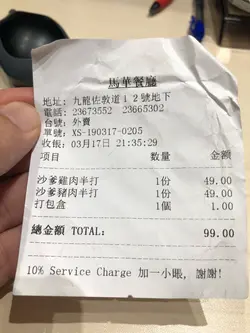 馬華餐廳
地址: 九龍佐敦道12號地下
電話: 23673552 23665302
台號: 外賣
單號: XS-190317-0205
收銀: 03月17日 21:35:29
項目 數量 金額
沙爹雞肉半打 1份 49.00
沙爹豬肉半打 1份 49.00
打包盒 1個 1.00
總金額 TOTAL: 99.00
10% Service Charge 加一小賬, 謝謝!